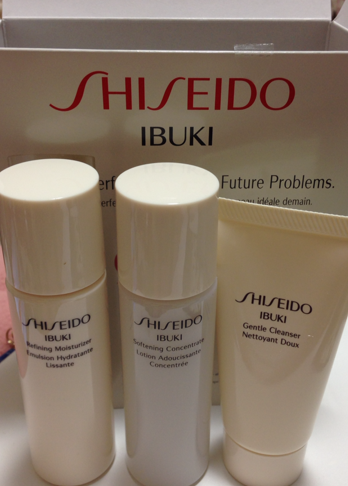 SHISEIDO
IBUKI
Future Problems.
idéale demain.
SHISEIDO
IBUKI
Refining Moisturizer
Emulsion Hydratante
Lissante
SHISEIDO
IBUKI
Softening Concentrate
Lotion Adoucissante
Concentrée
SHISEIDO
IBUKI
Gentle Cleanser
Nettoyant Doux